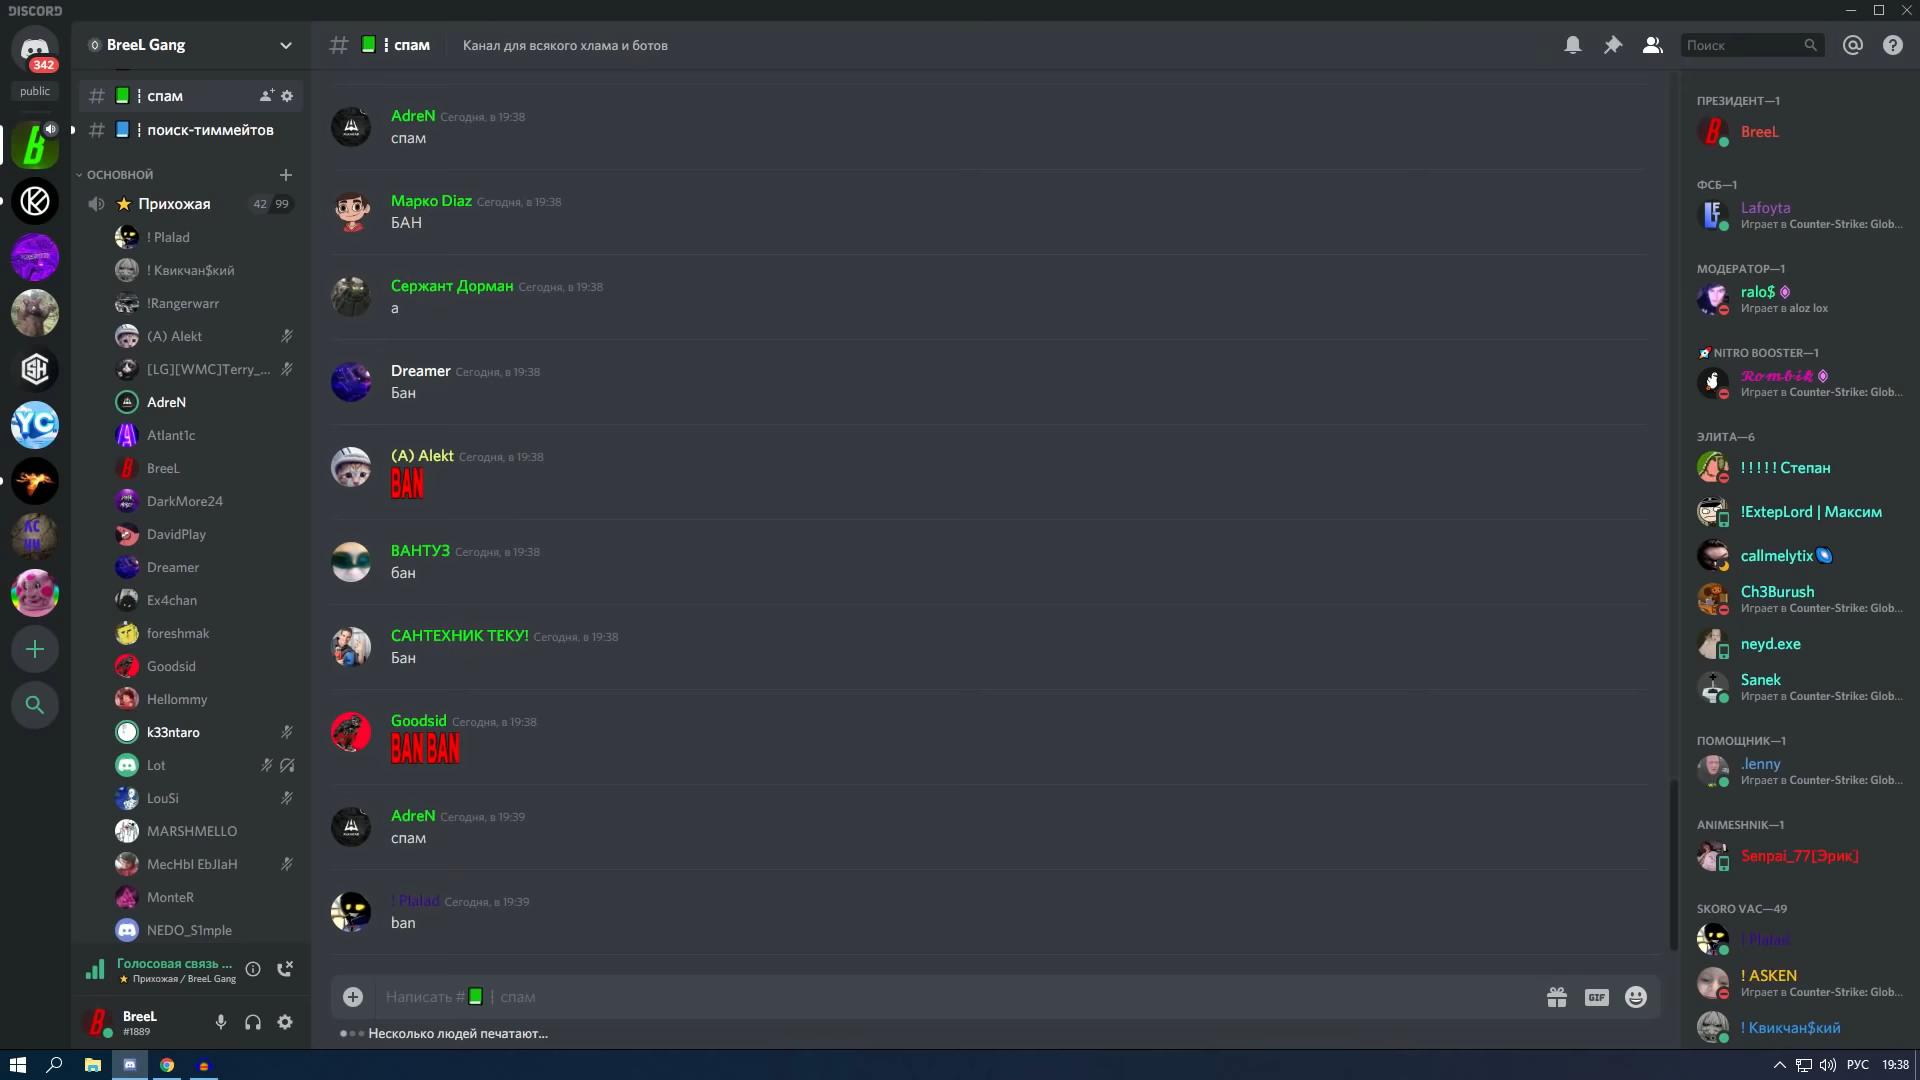 DISCORD
BreeL Gang
342
public
спам
поиск-тиммейтов
ОСНОВНОЙ
Прихожая
42 99
! Plalad
! Квикчан$кий
!Rangerwarr
(A) Alekt
[LG][WMC]Terry_...
AdreN
Atlant1c
BreeL
DarkMore24
DavidPlay
Dreamer
Ex4chan
foreshmak
Goodsid
Hellommy
k33ntaro
Lot
LouSi
MARSHMELLO
MecHbI EbJIaH
MonteR
NEDO_S1mple
Голосовая связь ...
Прихожая / BreeL Gang
BreeL
#1889
# ¦ спам
Канал для всякого хлама и ботов
Поиск
AdreN Сегодня, в 19:38
спам
Марко Diaz Сегодня, в 19:38
БАН
Сержант Дорман Сегодня, в 19:38
а
Dreamer Сегодня, в 19:38
Бан
(A) Alekt Сегодня, в 19:38
BAN
ВАНТУЗ Сегодня, в 19:38
бан
САНТЕХНИК ТЕКУ! Сегодня, в 19:38
Бан
Goodsid Сегодня, в 19:38
BAN BAN
AdreN Сегодня, в 19:39
спам
! Plalad Сегодня, в 19:39
ban
Написать # ¦ спам
GIF
Несколько людей печатают...
ПРЕЗИДЕНТ—1
BreeL
ФСБ—1
Lafoyta
Играет в Counter-Strike: Glob...
МОДЕРАТОР—1
ralo$
Играет в aloz lox
NITRO BOOSTER—1
𝓡𝓸𝓶𝓫𝓲𝓴
Играет в Counter-Strike: Glob...
ЭЛИТА—6
! ! ! ! ! Степан
!ExtepLord | Максим
callmelytix
Ch3Burush
Играет в Counter-Strike: Glob...
neyd.exe
Sanek
Играет в Counter-Strike: Glob...
ПОМОЩНИК—1
.lenny
Играет в Counter-Strike: Glob...
ANIMESHNIK—1
Senpai_77[Эрик]
SKORO VAC—49
! Plalad
! ASKEN
Играет в Counter-Strike: Glob...
! Квикчан$кий
РУС
19:38